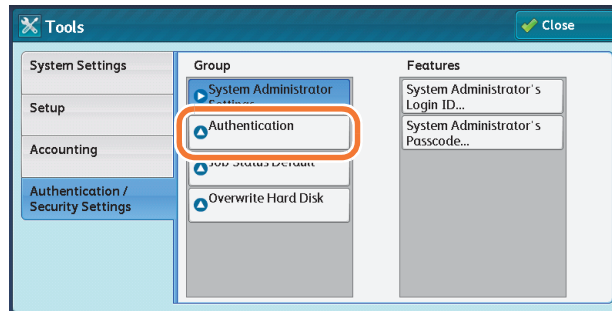 Tools
Close
System Settings
Setup
Accounting
Authentication /
Security Settings
Group
System Administrator
Settings
Authentication
Job Status Default
Overwrite Hard Disk
Features
System Administrator's
Login ID...
System Administrator's
Passcode...